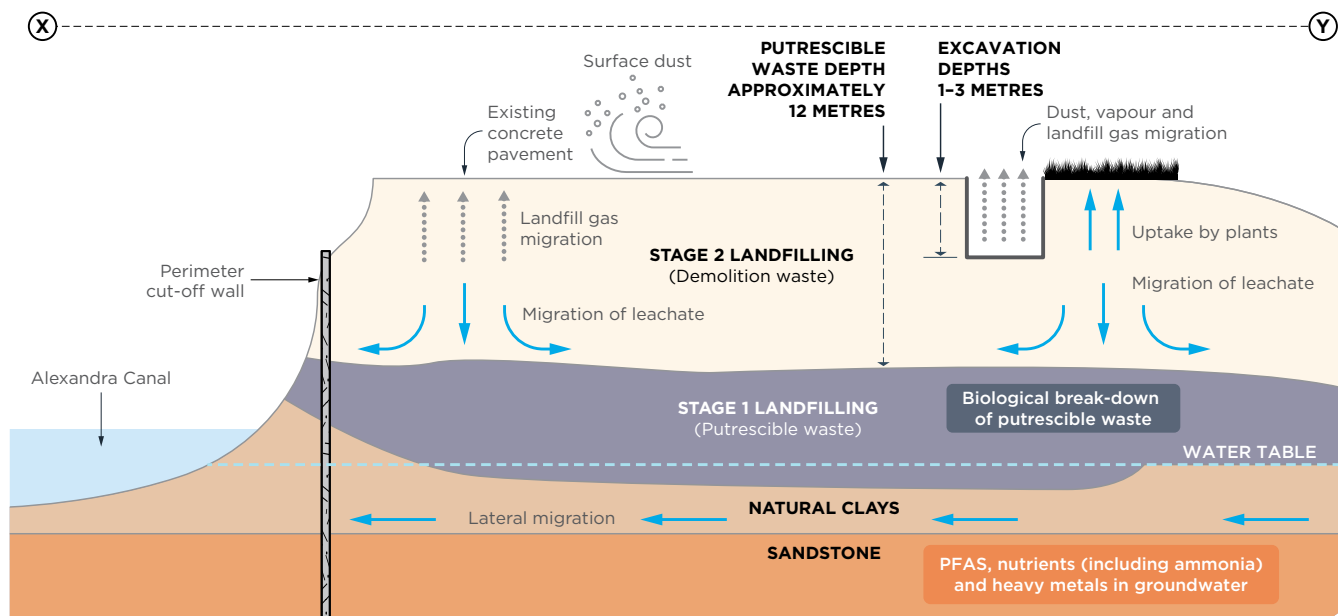 X
Y
Surface dust
PUTRESCIBLE
WASTE DEPTH
APPROXIMATELY
12 METRES
EXCAVATION
DEPTHS
1–3 METRES
Existing
concrete
pavement
Dust, vapour and
landfill gas migration
Landfill gas
migration
STAGE 2 LANDFILLING
(Demolition waste)
Uptake by plants
Perimeter
cut-off wall
Migration of leachate
Migration of leachate
Alexandra Canal
STAGE 1 LANDFILLING
(Putrescible waste)
Biological break-down
of putrescible waste
WATER TABLE
NATURAL CLAYS
Lateral migration
SANDSTONE
PFAS, nutrients (including ammonia)
and heavy metals in groundwater